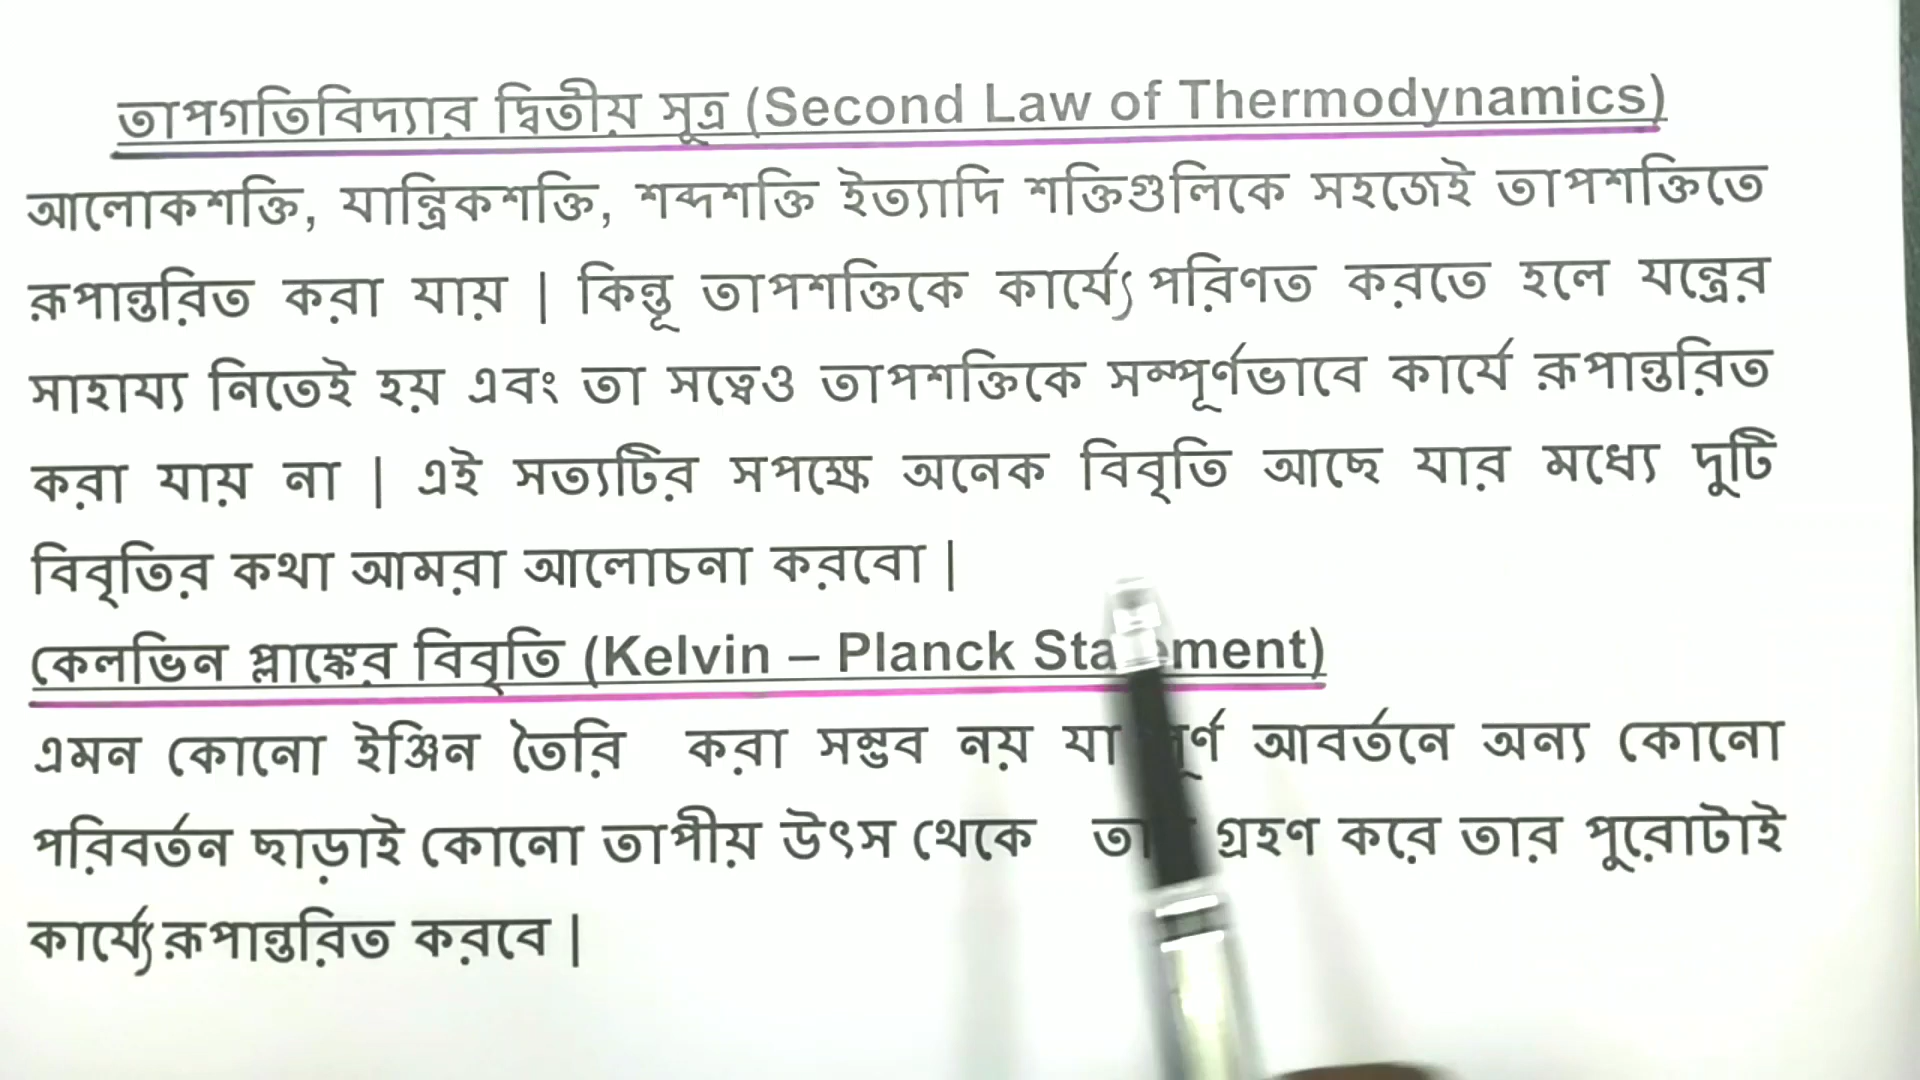 তাপগতিবিদ্যার দ্বিতীয় সূত্র (Second Law of Thermodynamics)
আলোকশক্তি, যান্ত্রিকশক্তি, শব্দশক্তি ইত্যাদি শক্তিগুলিকে সহজেই তাপশক্তিতে
রূপান্তরিত করা যায় | কিন্তূ তাপশক্তিকে কার্য্যে পরিণত করতে হলে যন্ত্রের
সাহায্য নিতেই হয় এবং তা সত্বেও তাপশক্তিকে সম্পূর্ণভাবে কার্যে রূপান্তরিত
করা যায় না | এই সত্যটির সপক্ষে অনেক বিবৃতি আছে যার মধ্যে দুটি
বিবৃতির কথা আমরা আলোচনা করবো |
কেলভিন প্লাঙ্কের বিবৃতি (Kelvin – Planck
এমন কোনো ইঞ্জিন তৈরি করা সম্ভব নয় যা আবর্তনে অন্য কোনো
পরিবর্তন ছাড়াই কোনো তাপীয় উৎস থেকে গ্রহণ করে তার পুরোটাই
কার্য্যে রূপান্তরিত করবে |